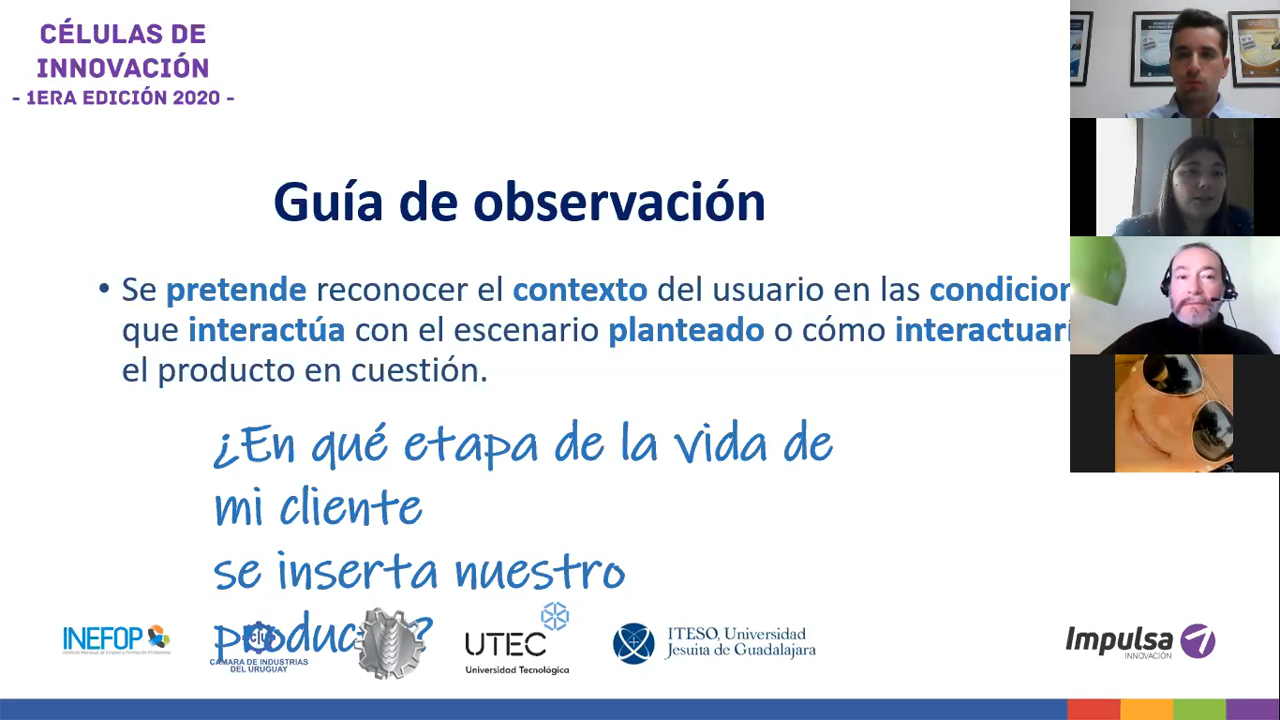 CÉLULAS DE
INNOVACIÓN
- 1ERA EDICIÓN 2020 -
Guía de observación
• Se pretende reconocer el contexto del usuario en las
que interactúa con el escenario planteado o cómo
el producto en cuestión.
¿En qué etapa de la vida de
mi cliente
se inserta nuestro
INEFOP
CÁMARA DE INDUSTRIAS
DEL URUGUAY
UTEC
Universidad Tecnológica
ITESO, Universidad
Jesuita de Guadalajara
Impulsa
INNOVACIÓN